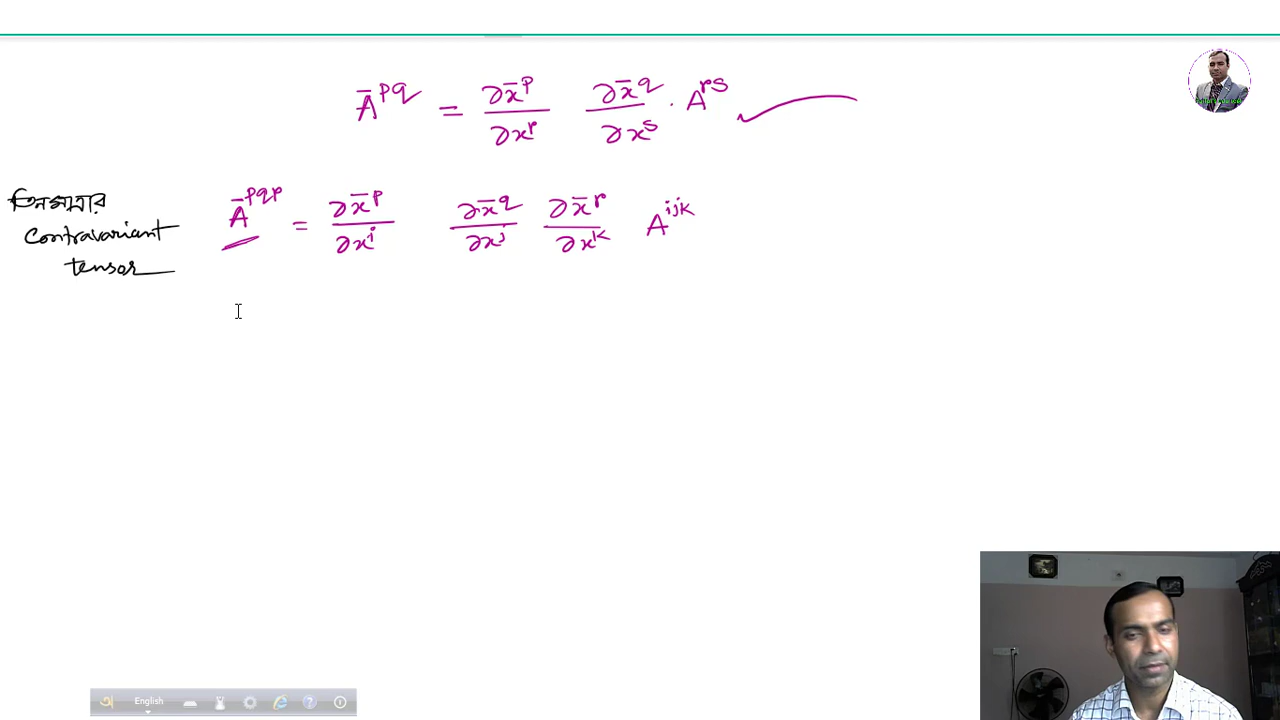 Ā^pq = ∂x̄^p/∂x^r ∂x̄^q/∂x^s · A^rs
তিনমাত্রার
Contravariant
tensor
Ā^pqr = ∂x̄^p/∂x^i ∂x̄^q/∂x^j ∂x̄^r/∂x^k A^ijk
English